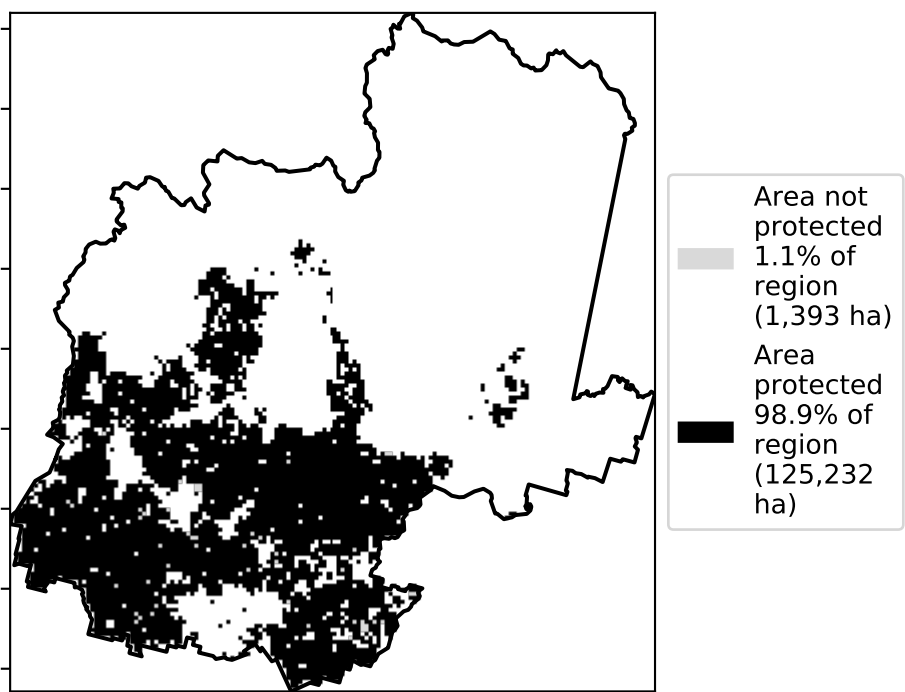 Area not
protected
1.1% of
region
(1,393 ha)
Area
protected
98.9% of
region
(125,232
ha)